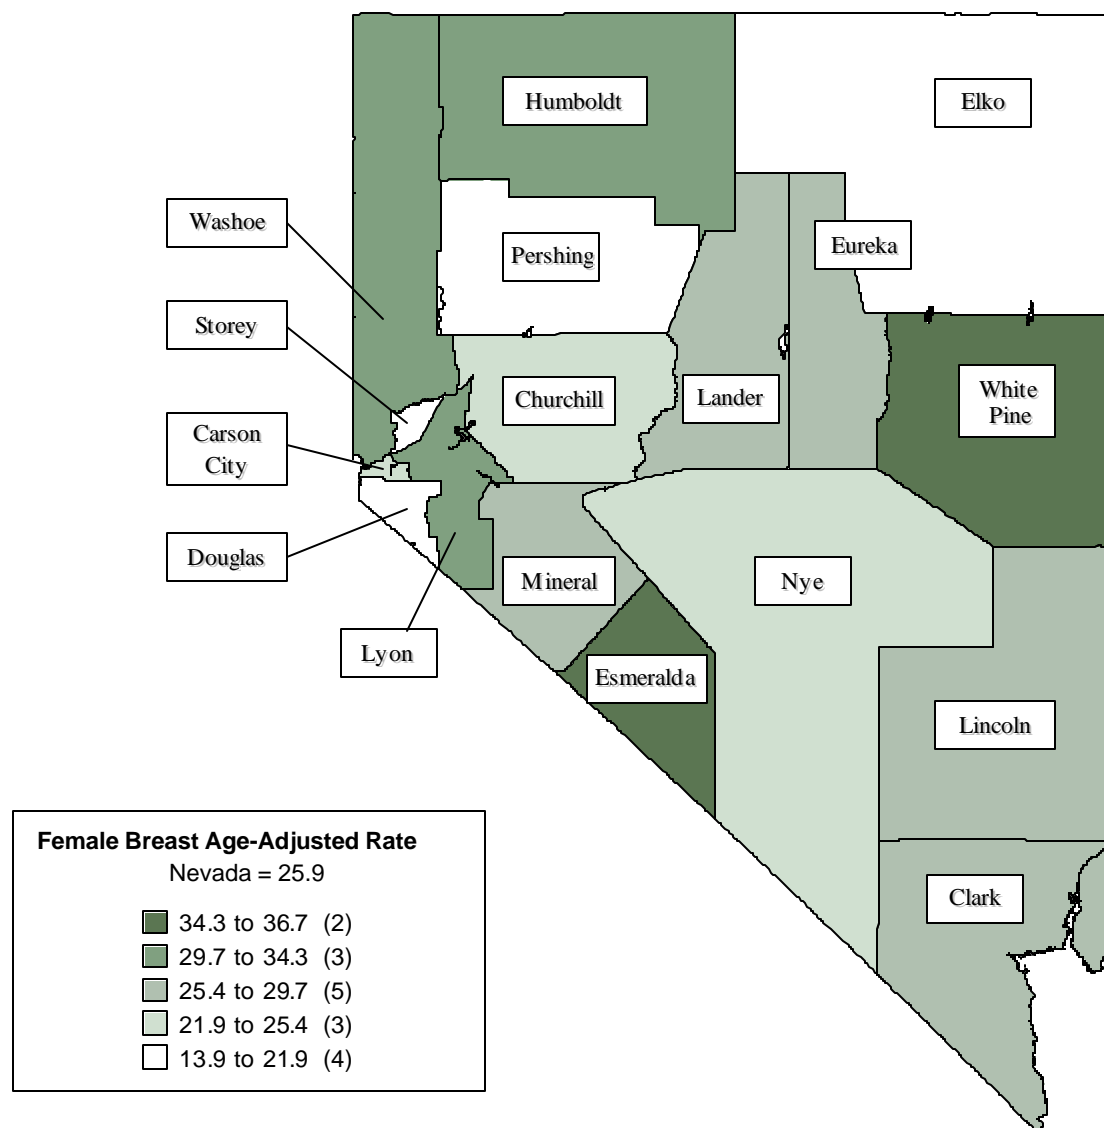 Humboldt
Elko
Washoe
Eureka
Pershing
Storey
White
Pine
Churchill
Lander
Carson
City
Douglas
Mineral
Nye
Lyon
Esmeralda
Lincoln
Clark
Female Breast Age-Adjusted Rate
Nevada = 25.9
34.3 to 36.7 (2)
29.7 to 34.3 (3)
25.4 to 29.7 (5)
21.9 to 25.4 (3)
13.9 to 21.9 (4)